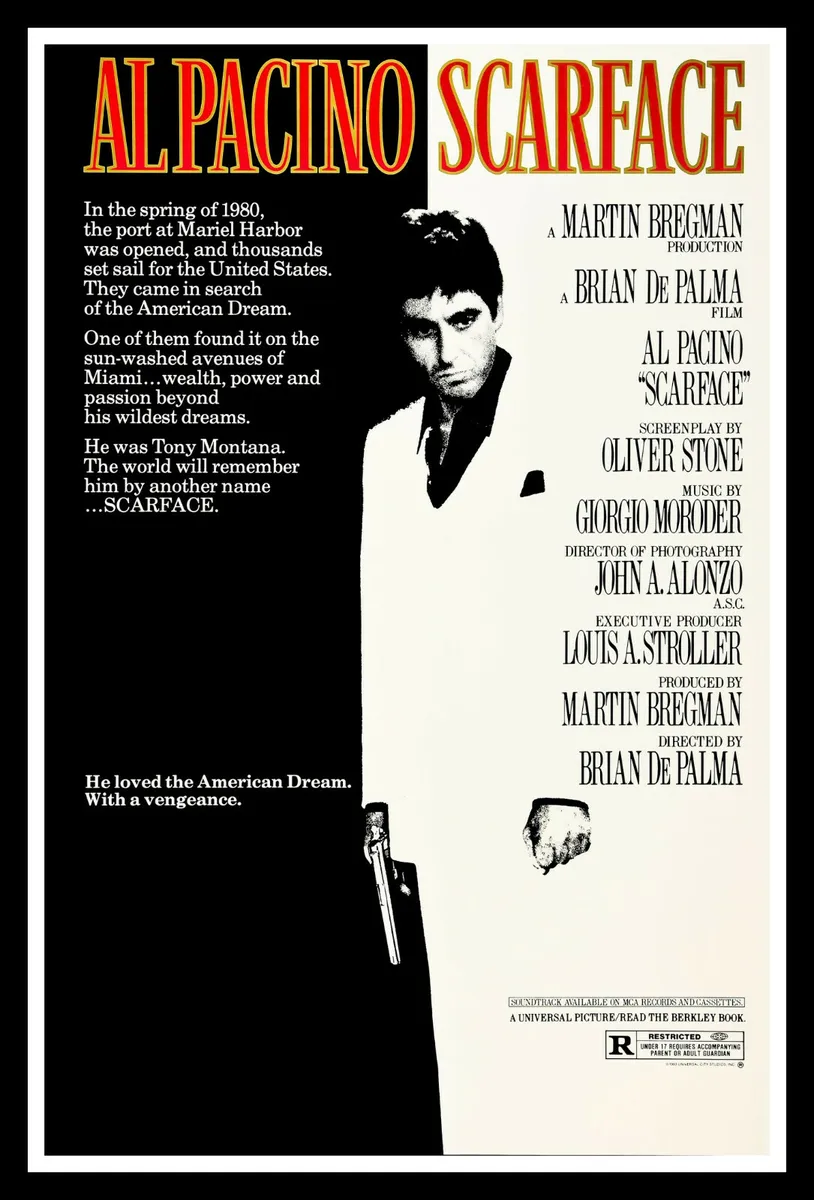 AL PACINO SCARFACE
In the spring of 1980,
the port at Mariel Harbor
was opened, and thousands
set sail for the United States.
They came in search
of the American Dream.
One of them found it on the
sun-washed avenues of
Miami...wealth, power and
passion beyond
his wildest dreams.
He was Tony Montana.
The world will remember
him by another name
...SCARFACE.
He loved the American Dream.
With a vengeance.
A MARTIN BREGMAN
PRODUCTION
A BRIAN DE PALMA
FILM
AL PACINO
“SCARFACE”
SCREENPLAY BY
OLIVER STONE
MUSIC BY
GIORGIO MORODER
DIRECTOR OF PHOTOGRAPHY
JOHN A. ALONZO
A.S.C.
EXECUTIVE PRODUCER
LOUIS A. STROLLER
PRODUCED BY
MARTIN BREGMAN
DIRECTED BY
BRIAN DE PALMA
SOUNDTRACK AVAILABLE ON MCA RECORDS AND CASSETTES.
A UNIVERSAL PICTURE/READ THE BERKLEY BOOK.
R RESTRICTED
UNDER 17 REQUIRES ACCOMPANYING
PARENT OR ADULT GUARDIAN
©1983 UNIVERSAL CITY STUDIOS, INC.